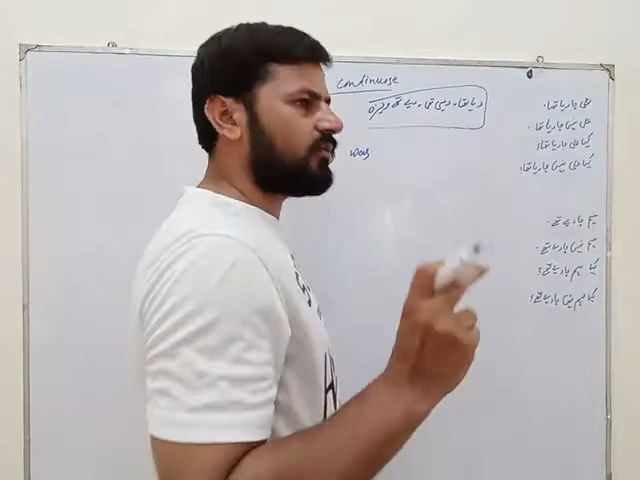 continuose
رہا تھا۔ رہی تھی۔ رہے تھے وغیرہ
was
علی جا رہا تھا۔
علی نہیں جا رہا تھا۔
کیا علی جا رہا تھا؟
کیا علی نہیں جا رہا تھا؟
ہم جا رہے تھے۔
ہم نہیں جا رہے تھے۔
کیا ہم جا رہے تھے؟
کیا ہم نہیں جا رہے تھے؟